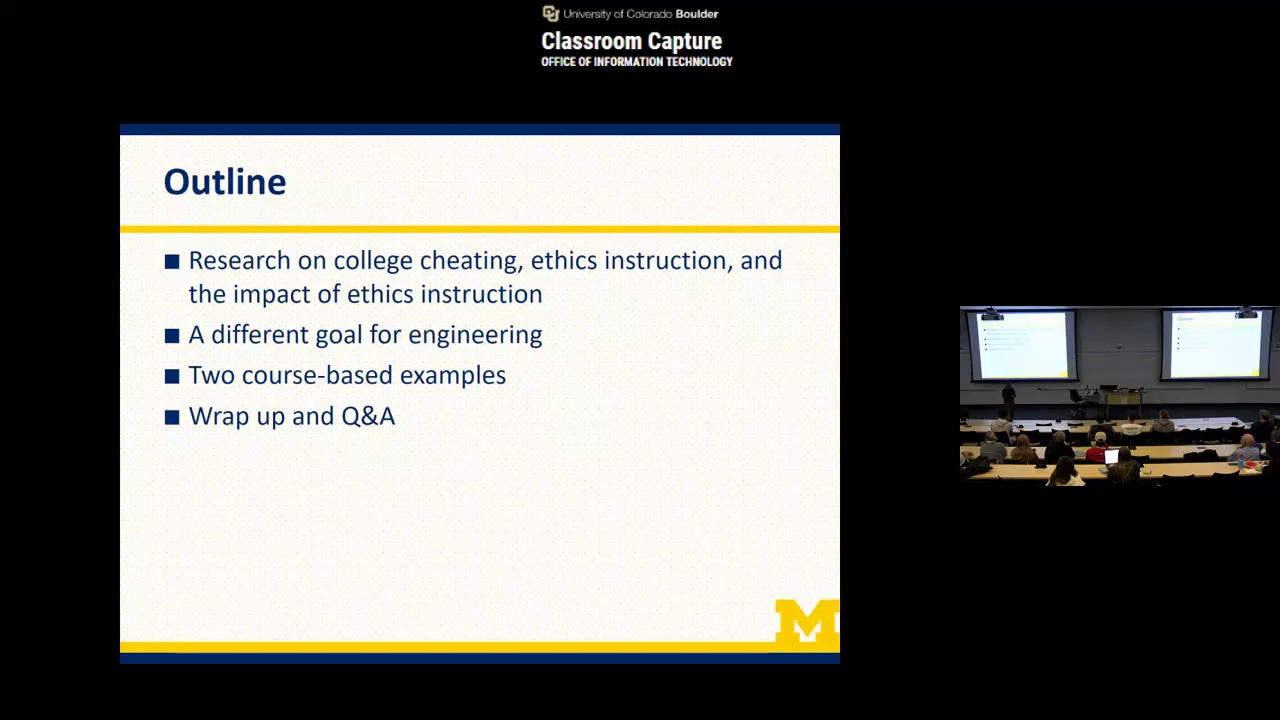 University of Colorado Boulder
Classroom Capture
OFFICE OF INFORMATION TECHNOLOGY
Outline
Research on college cheating, ethics instruction, and
the impact of ethics instruction
A different goal for engineering
Two course-based examples
Wrap up and Q&A
M
Outline